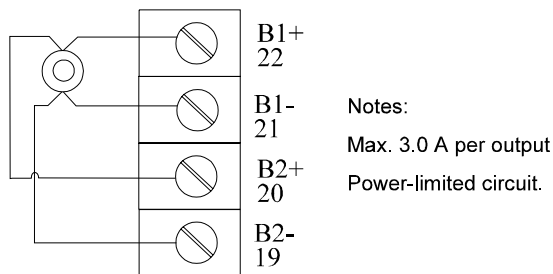 B1+
22
B1-
21
B2+
20
B2-
19
Notes:
Max. 3.0 A per output
Power-limited circuit.